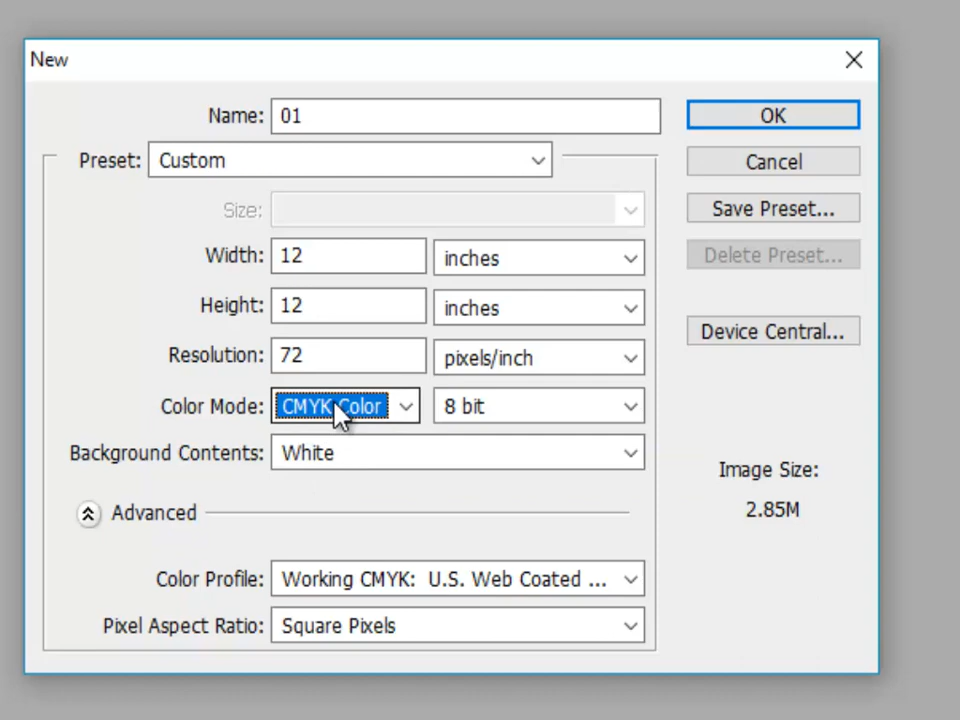 New
Name: 01
OK
Preset: Custom
Cancel
Size:
Save Preset...
Width: 12 inches
Delete Preset...
Height: 12 inches
Resolution: 72 pixels/inch
Device Central...
Color Mode: CMYK Color 8 bit
Background Contents: White
Image Size:
2.85M
Advanced
Color Profile: Working CMYK: U.S. Web Coated ...
Pixel Aspect Ratio: Square Pixels